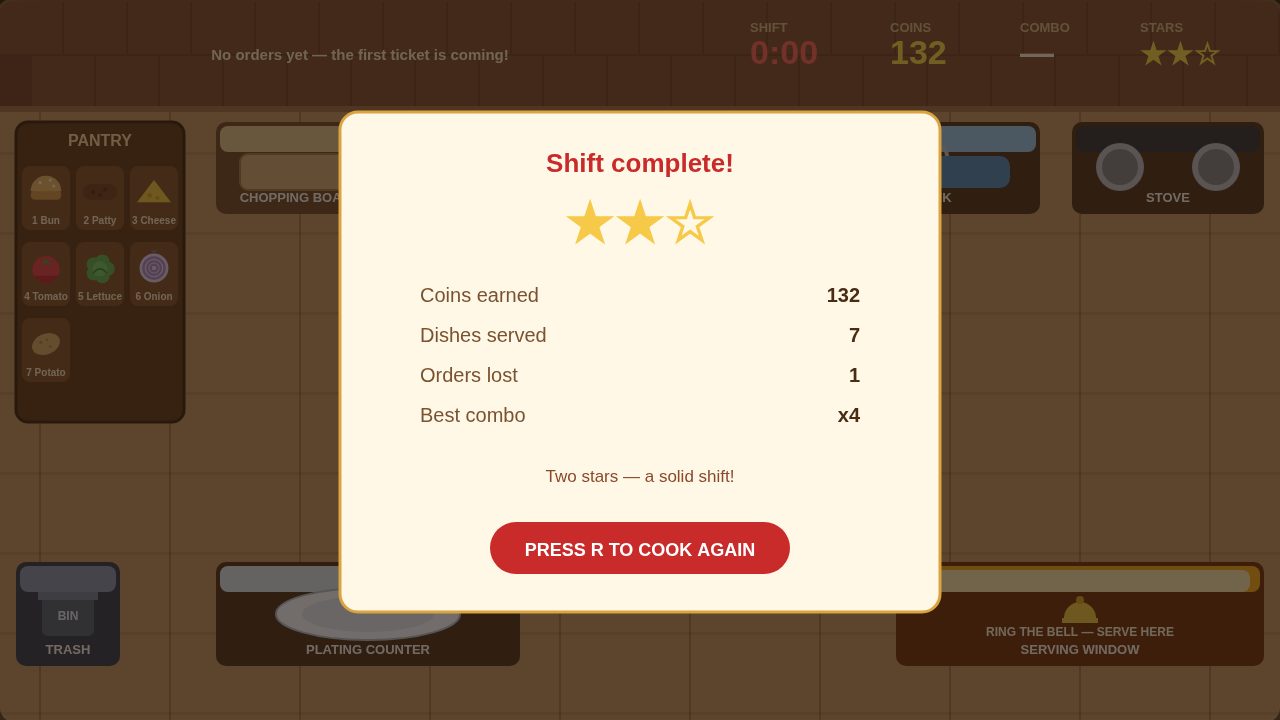 SHIFT COINS COMBO STARS
No orders yet — the first ticket is coming!
0:00 132 —
PANTRY
1 Bun 2 Patty 3 Cheese
4 Tomato 5 Lettuce 6 Onion
7 Potato
STOVE
Shift complete!
Coins earned 132
Dishes served 7
Orders lost 1
Best combo x4
Two stars — a solid shift!
PRESS R TO COOK AGAIN
BIN
TRASH
PLATING COUNTER
RING THE BELL — SERVE HERE
SERVING WINDOW